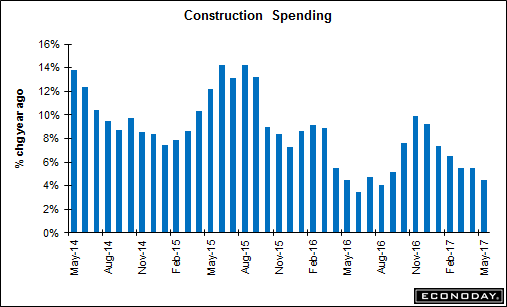 Construction Spending
% chg year ago
16%
14%
12%
10%
8%
6%
4%
2%
0%
May-14
Aug-14
Nov-14
Feb-15
May-15
Aug-15
Nov-15
Feb-16
May-16
Aug-16
Nov-16
Feb-17
May-17
ECONODAY